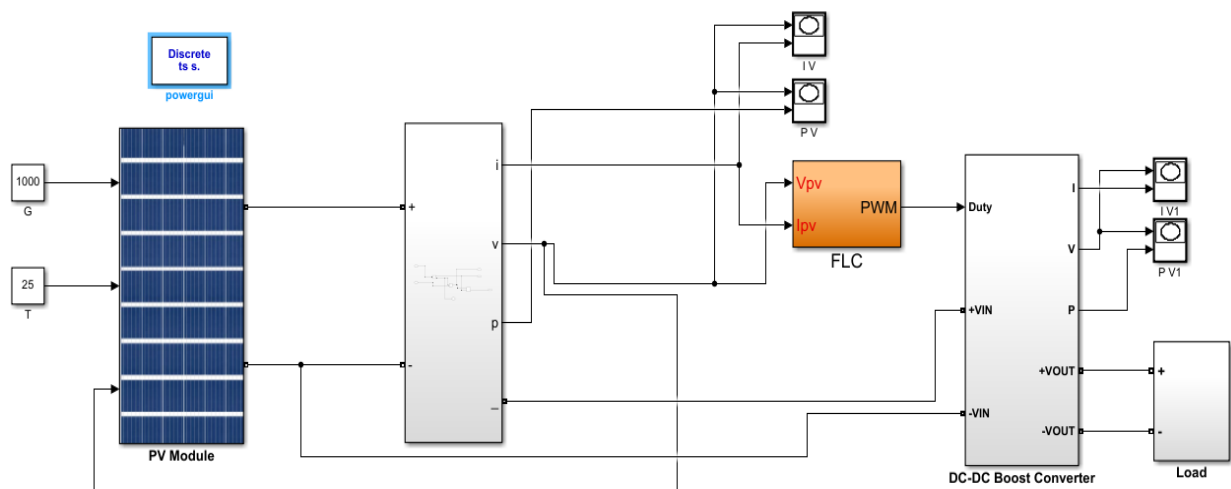 Discrete
ts s.
powergui
1000
G
25
T
PV Module
+
-
i
v
p
_
I V
P V
Vpv
Ipv
PWM
FLC
Duty
+VIN
-VIN
I
V
P
+VOUT
-VOUT
DC-DC Boost Converter
I V1
P V1
+
-
Load